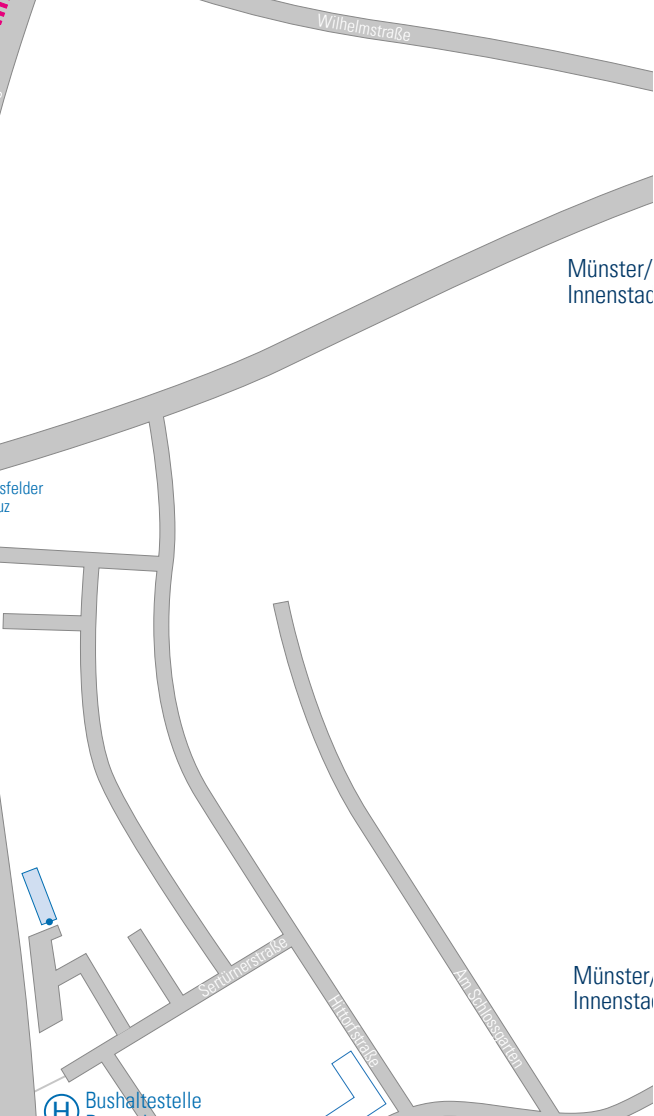 Wilhelmstraße
Münster/
Innenstad
sfelder
uz
Sertürnerstraße
Hittorfstraße
Am Schlossgarten
Münster/
Innenstad
H Bushaltestelle